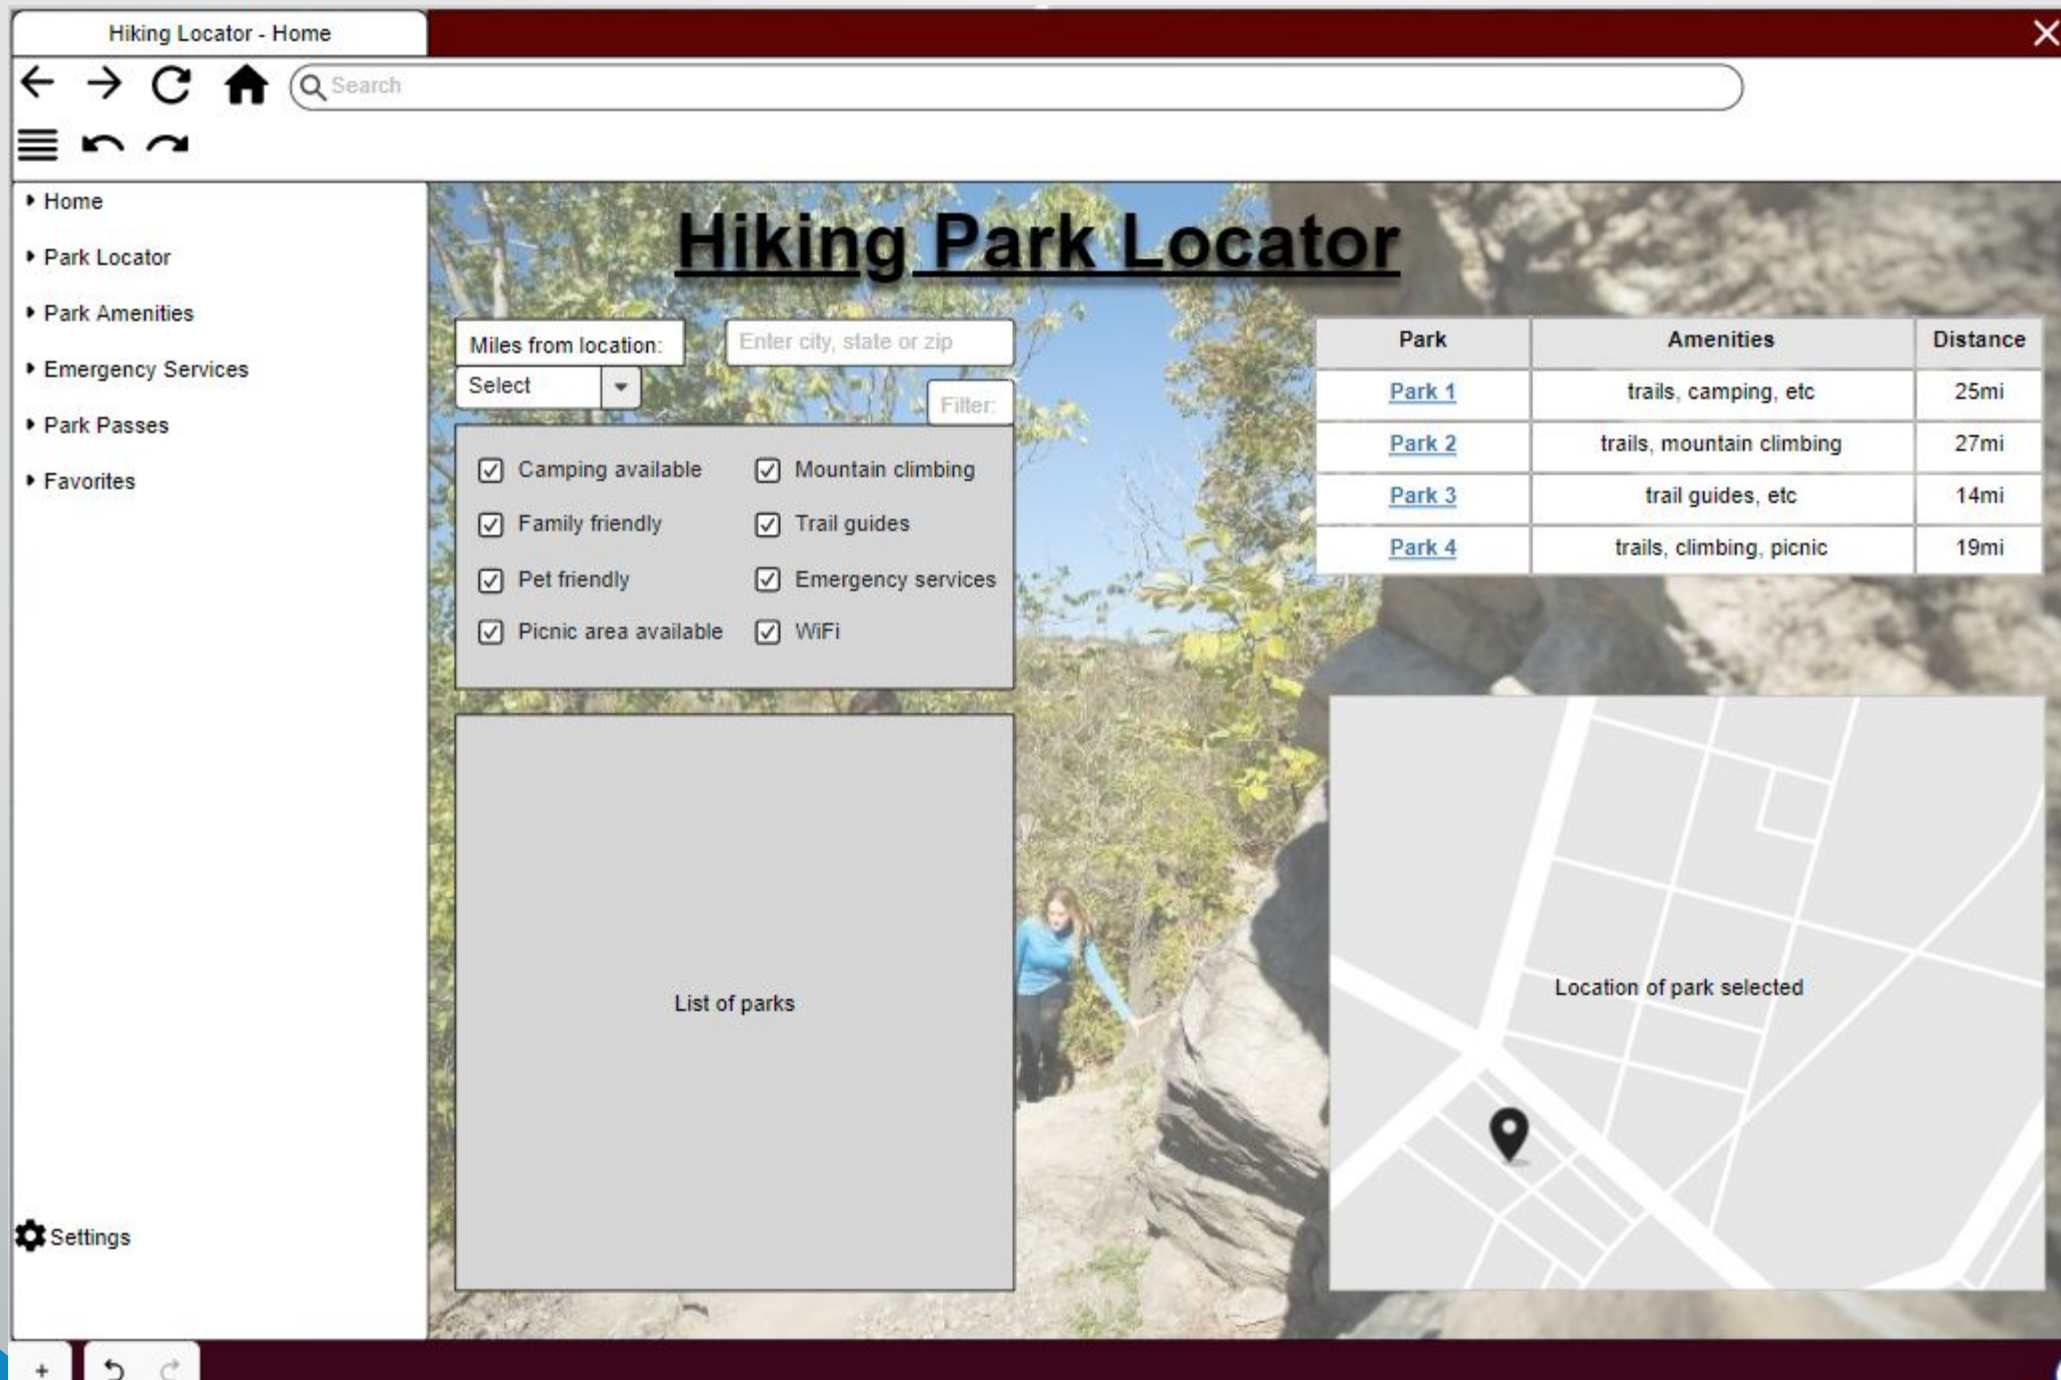 Hiking Locator - Home
Search
Home
Park Locator
Park Amenities
Emergency Services
Park Passes
Favorites
Settings
Hiking Park Locator
Miles from location:
Enter city, state or zip
Select
Filter:
Camping available
Mountain climbing
Family friendly
Trail guides
Pet friendly
Emergency services
Picnic area available
WiFi
List of parks
Park Amenities Distance
Park 1 trails, camping, etc 25mi
Park 2 trails, mountain climbing 27mi
Park 3 trail guides, etc 14mi
Park 4 trails, climbing, picnic 19mi
Location of park selected